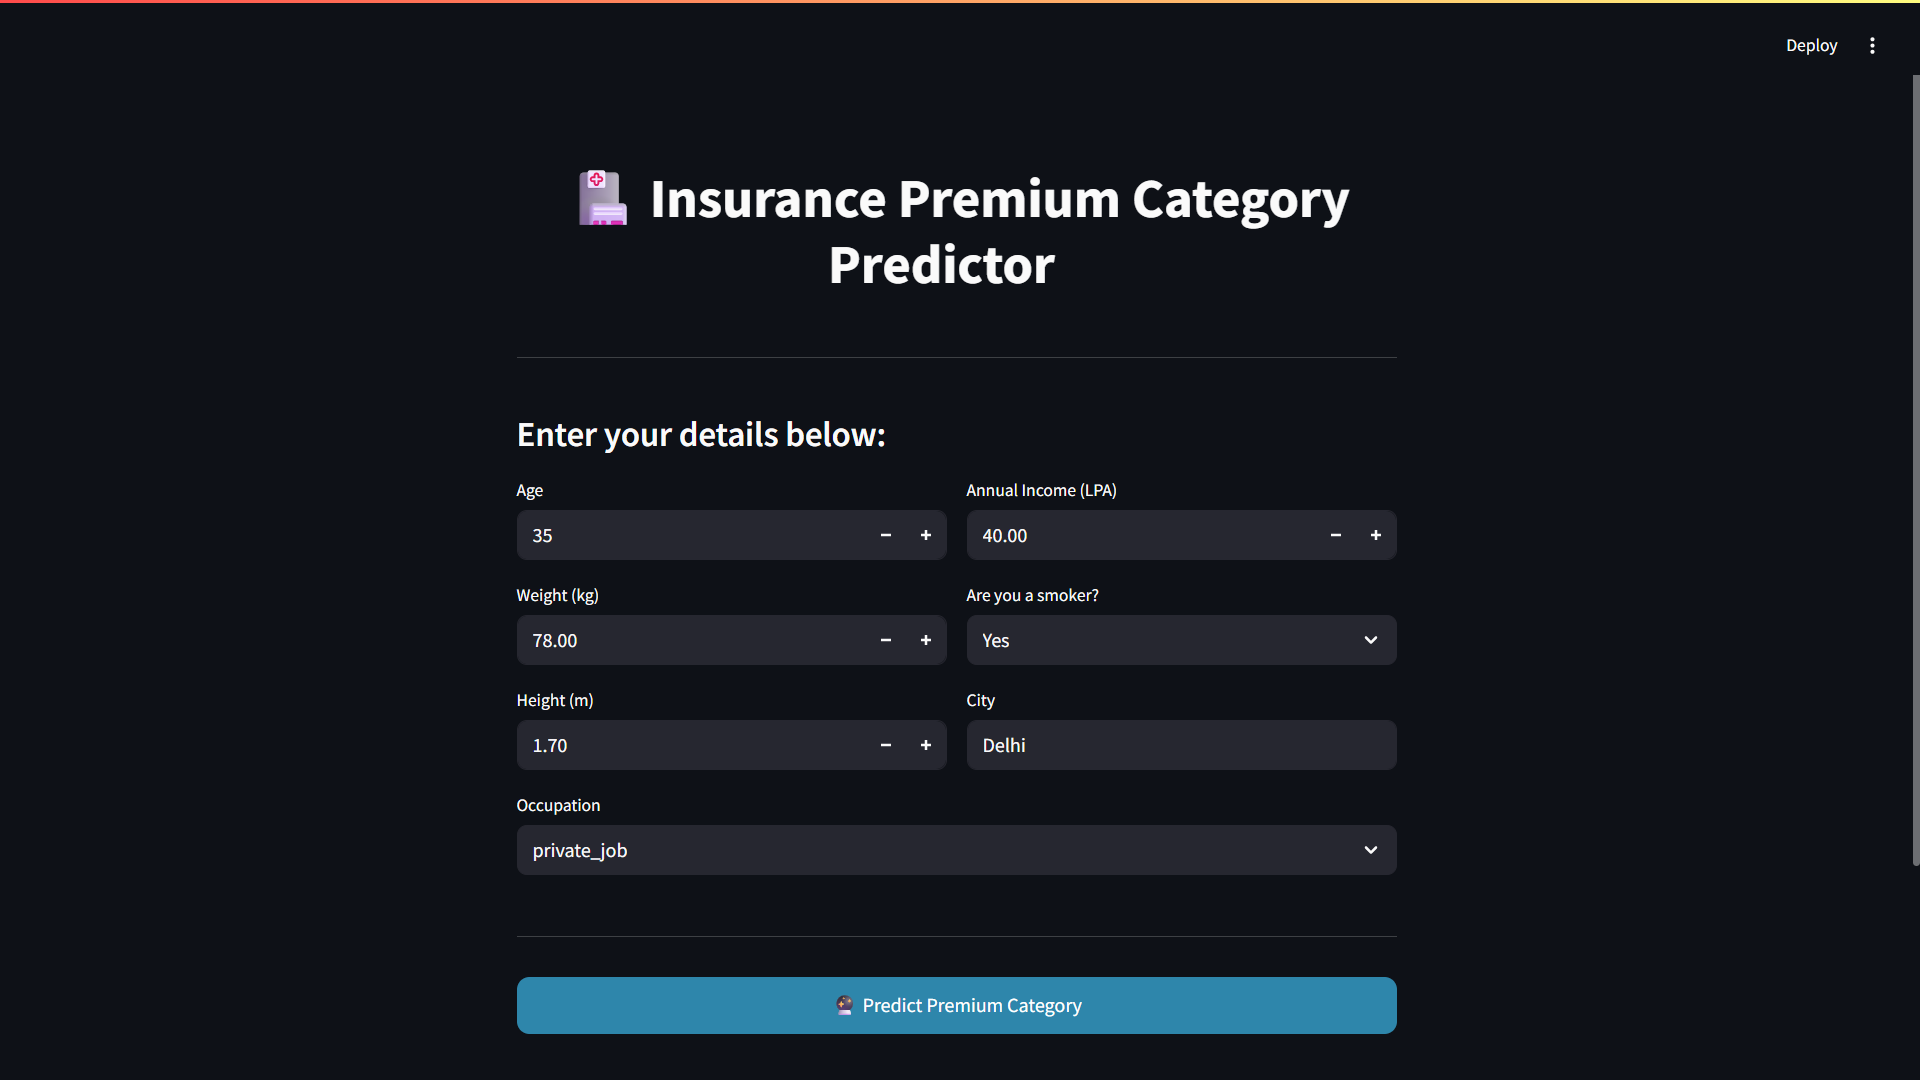 Deploy
Insurance Premium Category
Predictor
Enter your details below:
Age
35
Annual Income (LPA)
40.00
Weight (kg)
78.00
Are you a smoker?
Yes
Height (m)
1.70
City
Delhi
Occupation
private_job
Predict Premium Category